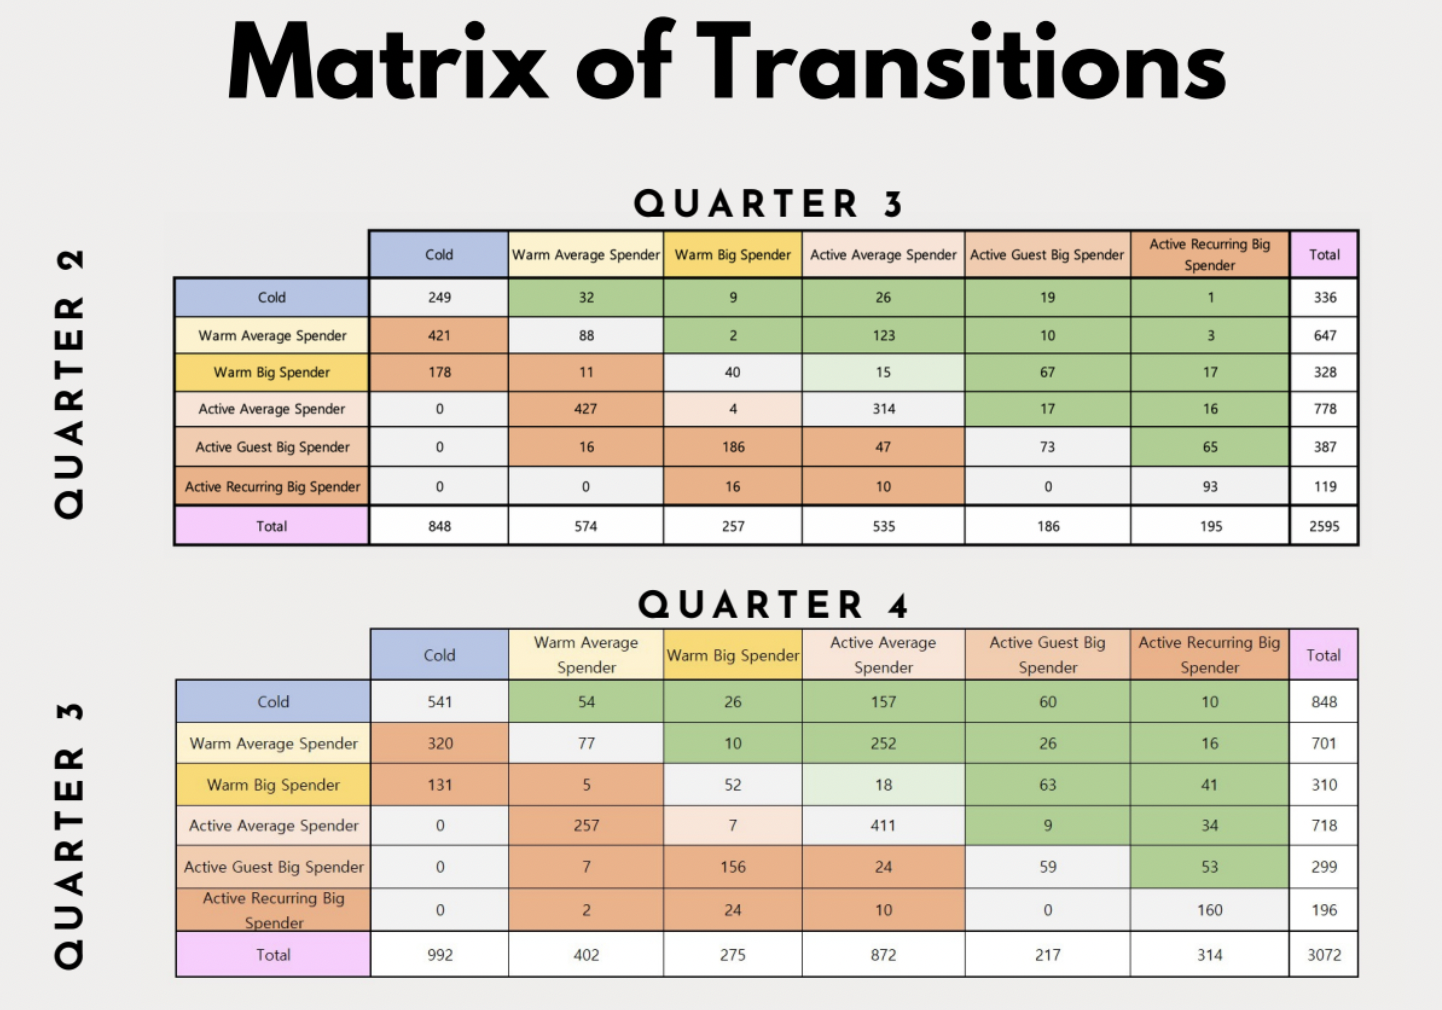 Matrix of Transitions
QUARTER 3
QUARTER 2
Cold Warm Average Spender Warm Big Spender Active Average Spender Active Guest Big Spender Active Recurring Big Spender Total
Cold 249 32 9 26 19 1 336
Warm Average Spender 421 88 2 123 10 3 647
Warm Big Spender 178 11 40 15 67 17 328
Active Average Spender 0 427 4 314 17 16 778
Active Guest Big Spender 0 16 186 47 73 65 387
Active Recurring Big Spender 0 0 16 10 0 93 119
Total 848 574 257 535 186 195 2595
QUARTER 4
QUARTER 3
Cold Warm Average Spender Warm Big Spender Active Average Spender Active Guest Big Spender Active Recurring Big Spender Total
Cold 541 54 26 157 60 10 848
Warm Average Spender 320 77 10 252 26 16 701
Warm Big Spender 131 5 52 18 63 41 310
Active Average Spender 0 257 7 411 9 34 718
Active Guest Big Spender 0 7 156 24 59 53 299
Active Recurring Big Spender 0 2 24 10 0 160 196
Total 992 402 275 872 217 314 3072